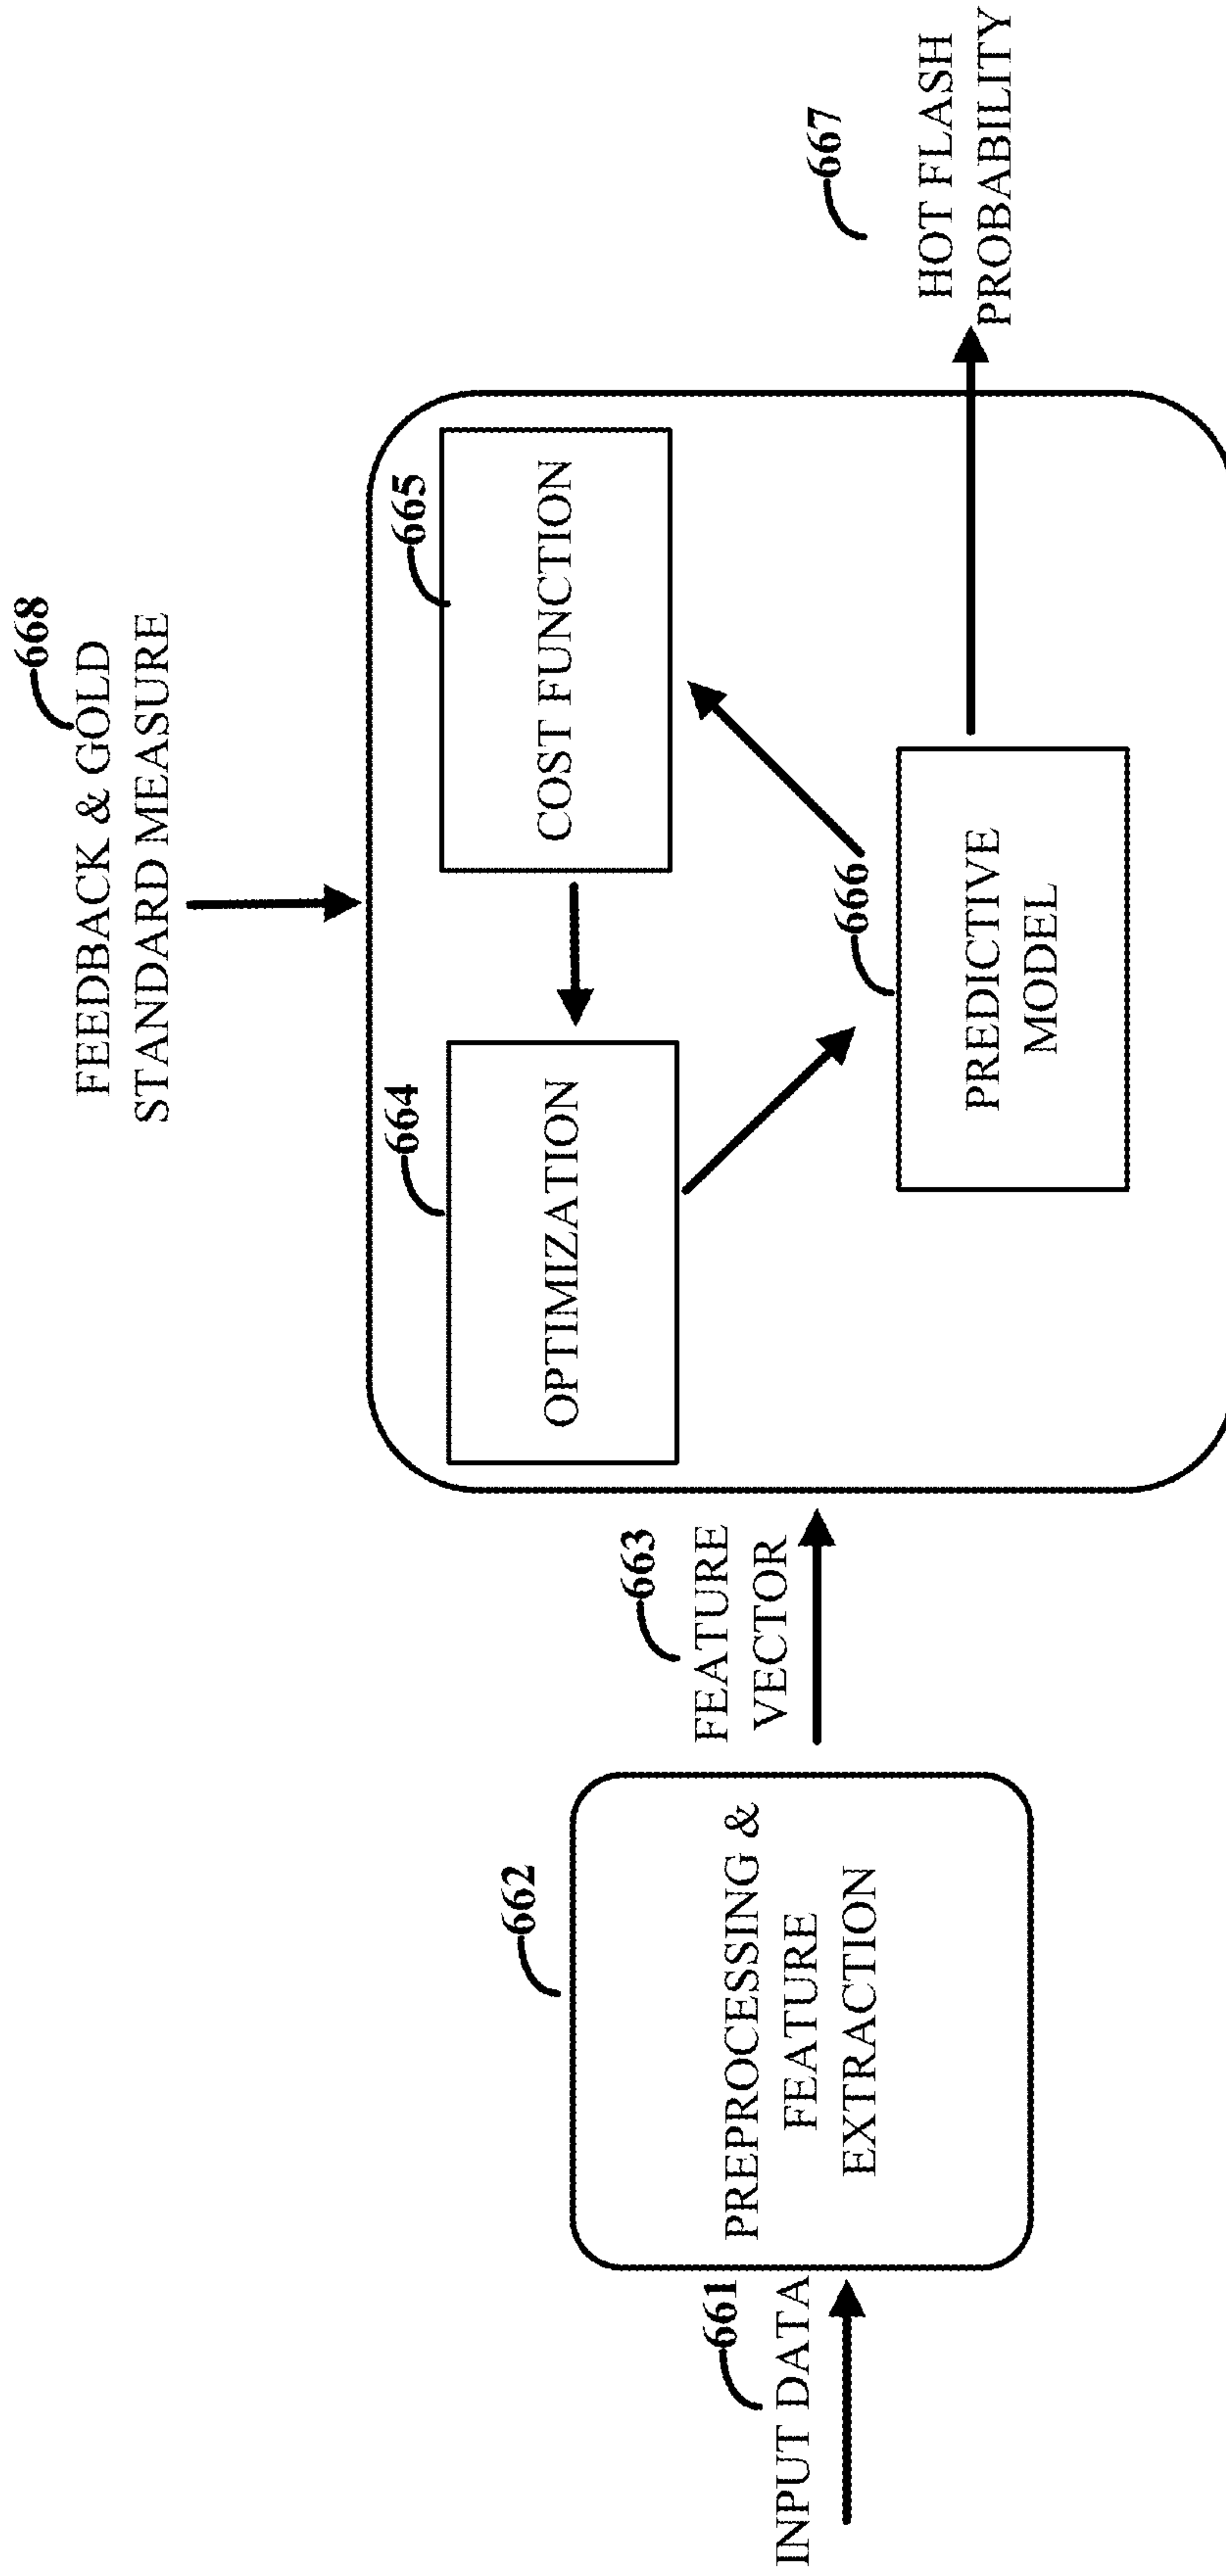 668
FEEDBACK & GOLD
STANDARD MEASURE
664
OPTIMIZATION
665
COST FUNCTION
662
PREPROCESSING &
FEATURE
EXTRACTION
663
FEATURE
VECTOR
661
INPUT DATA
666
PREDICTIVE
MODEL
667
HOT FLASH
PROBABILITY